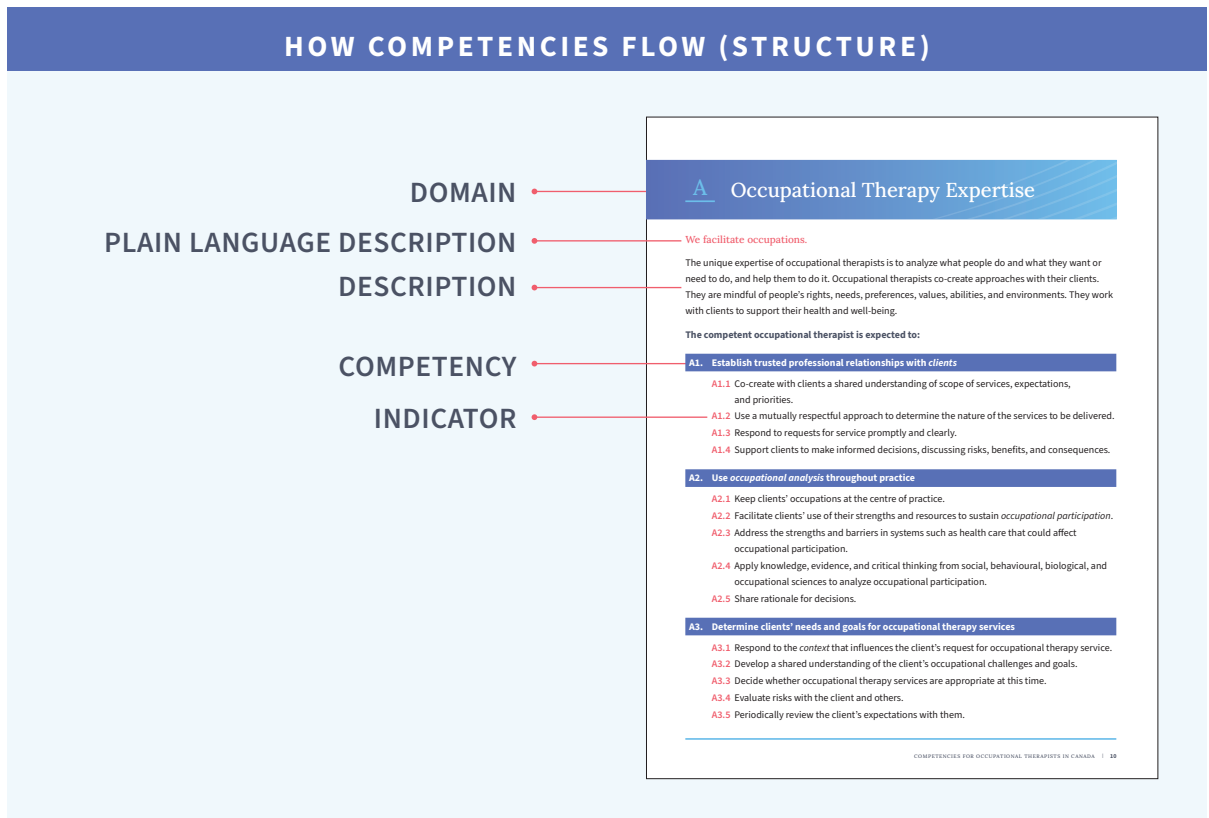 HOW COMPETENCIES FLOW (STRUCTURE)
DOMAIN
PLAIN LANGUAGE DESCRIPTION
DESCRIPTION
COMPETENCY
INDICATOR
A Occupational Therapy Expertise
We facilitate occupations.
The unique expertise of occupational therapists is to analyze what people do and what they want or
need to do, and help them to do it. Occupational therapists co-create approaches with their clients.
They are mindful of people's rights, needs, preferences, values, abilities, and environments. They work
with clients to support their health and well-being.
The competent occupational therapist is expected to:
A1. Establish trusted professional relationships with clients
A1.1 Co-create with clients a shared understanding of scope of services, expectations,
and priorities.
A1.2 Use a mutually respectful approach to determine the nature of the services to be delivered.
A1.3 Respond to requests for service promptly and clearly.
A1.4 Support clients to make informed decisions, discussing risks, benefits, and consequences.
A2. Use occupational analysis throughout practice
A2.1 Keep clients' occupations at the centre of practice.
A2.2 Facilitate clients' use of their strengths and resources to sustain occupational participation.
A2.3 Address the strengths and barriers in systems such as health care that could affect
occupational participation.
A2.4 Apply knowledge, evidence, and critical thinking from social, behavioural, biological, and
occupational sciences to analyze occupational participation.
A2.5 Share rationale for decisions.
A3. Determine clients' needs and goals for occupational therapy services
A3.1 Respond to the context that influences the client's request for occupational therapy service.
A3.2 Develop a shared understanding of the client's occupational challenges and goals.
A3.3 Decide whether occupational therapy services are appropriate at this time.
A3.4 Evaluate risks with the client and others.
A3.5 Periodically review the client's expectations with them.
COMPETENCIES FOR OCCUPATIONAL THERAPISTS IN CANADA | 10